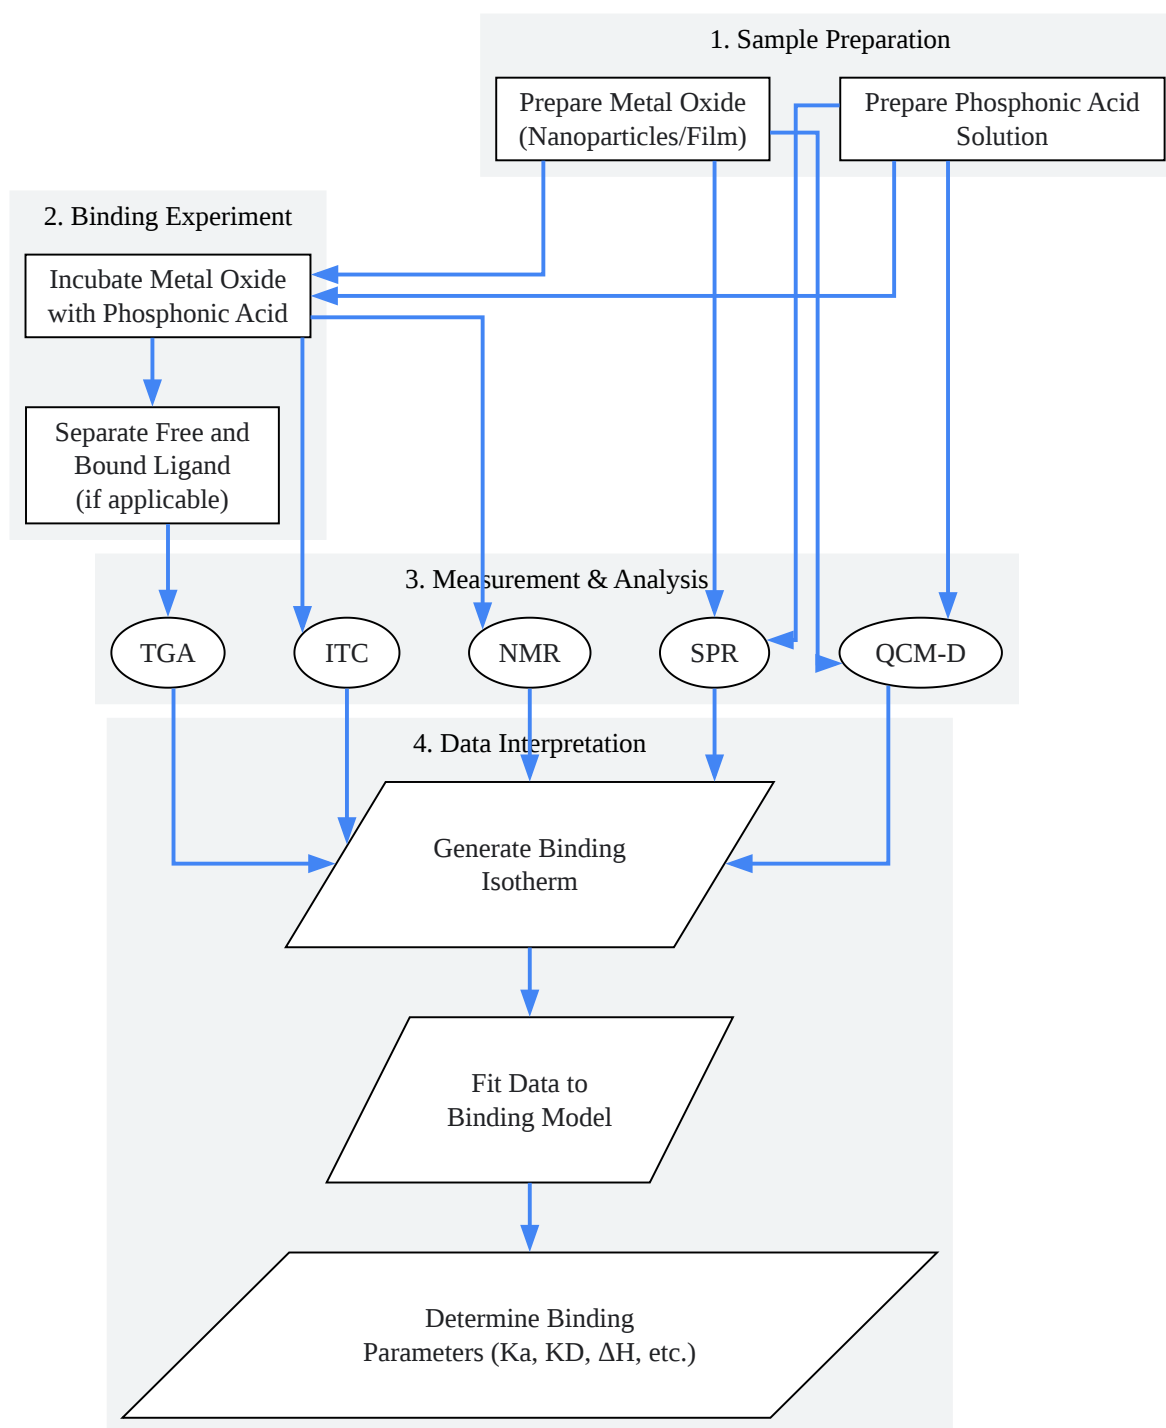 1. Sample Preparation
Prepare Metal Oxide
(Nanoparticles/Film)
Prepare Phosphonic Acid
Solution
2. Binding Experiment
Incubate Metal Oxide
with Phosphonic Acid
Separate Free and
Bound Ligand
(if applicable)
3. Measurement & Analysis
TGA
ITC
NMR
SPR
QCM-D
4. Data Interpretation
Generate Binding
Isotherm
Fit Data to
Binding Model
Determine Binding
Parameters (Ka, KD, ΔH, etc.)